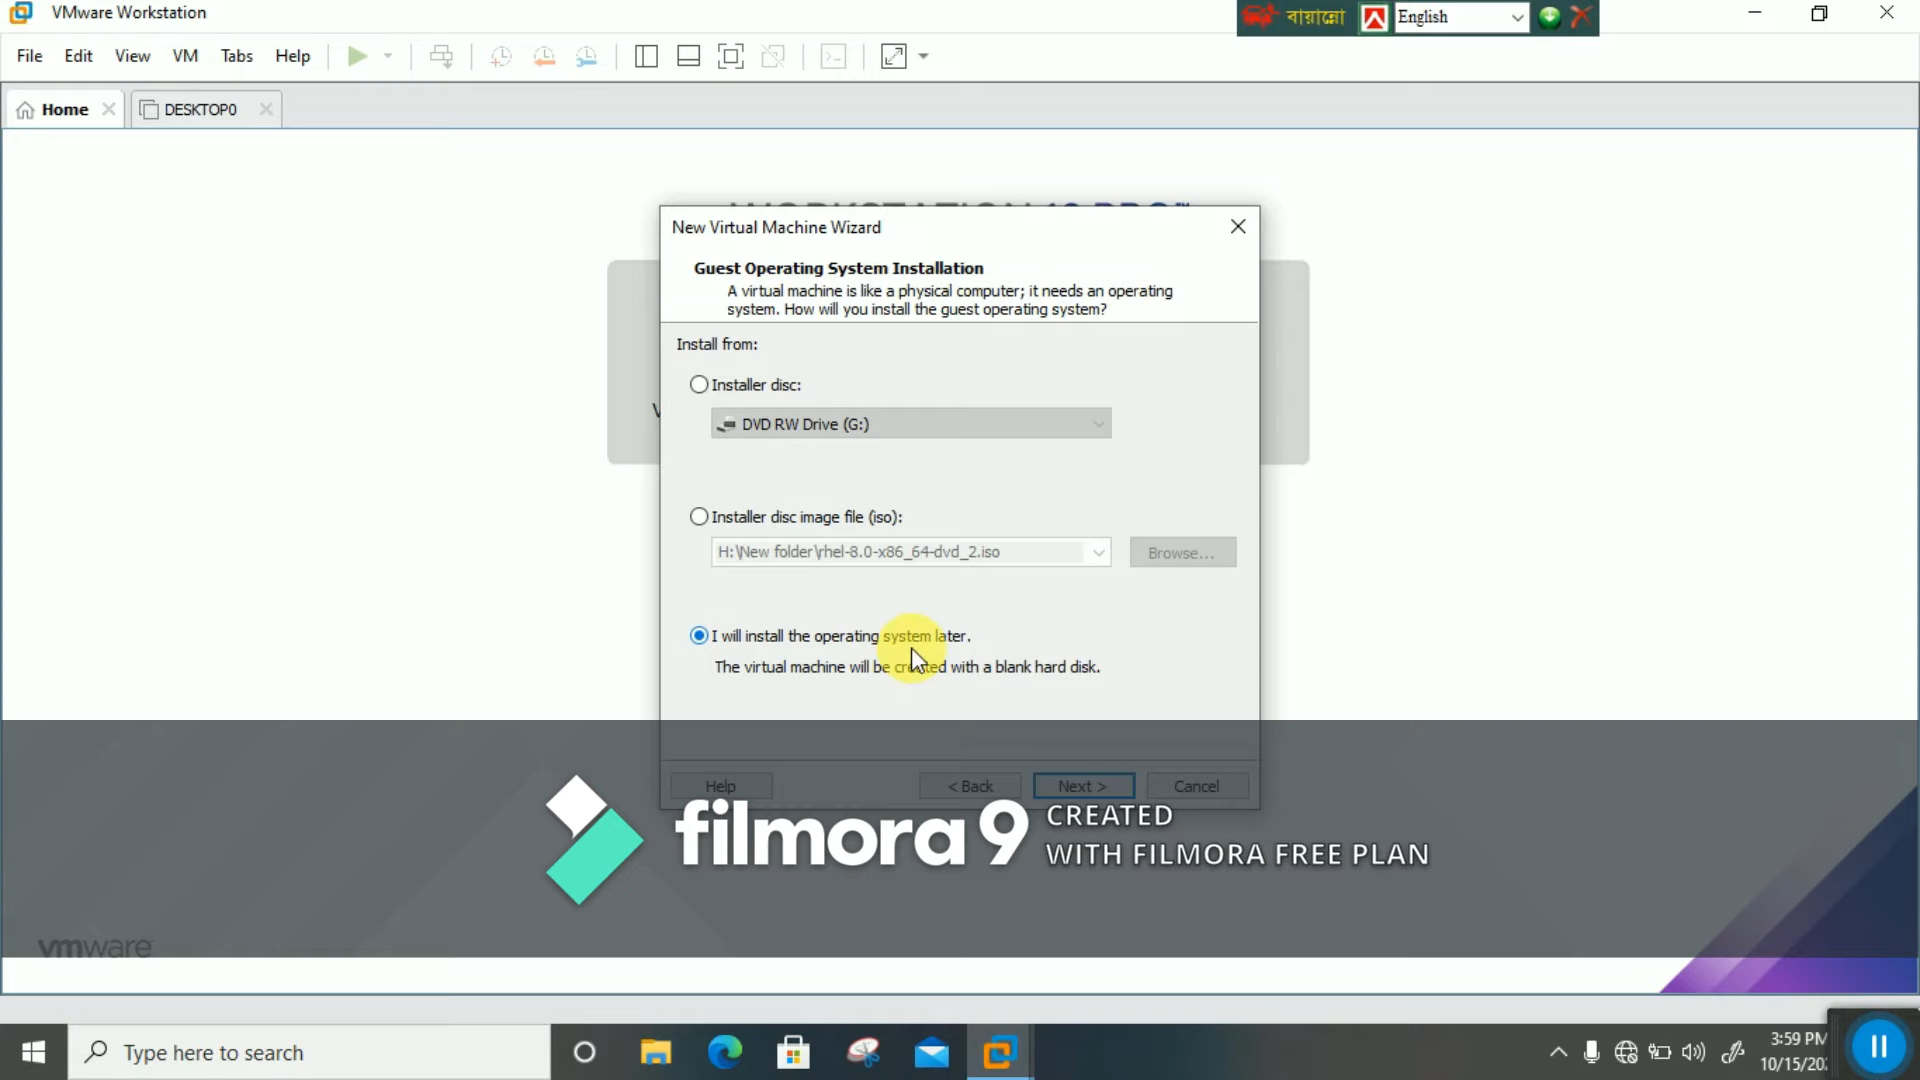 VMware Workstation
বায়ান্নো
English
File Edit View VM Tabs Help
Home
DESKTOP0
New Virtual Machine Wizard
Guest Operating System Installation
A virtual machine is like a physical computer; it needs an operating
system. How will you install the guest operating system?
Install from:
Installer disc:
DVD RW Drive (G:)
Installer disc image file (iso):
H:\New folder\rhel-8.0-x86_64-dvd_2.iso
Browse...
I will install the operating system later.
The virtual machine will be created with a blank hard disk.
Help
< Back
Next >
Cancel
filmora9
CREATED
WITH FILMORA FREE PLAN
vmware
Type here to search
3:59 PM
10/15/20